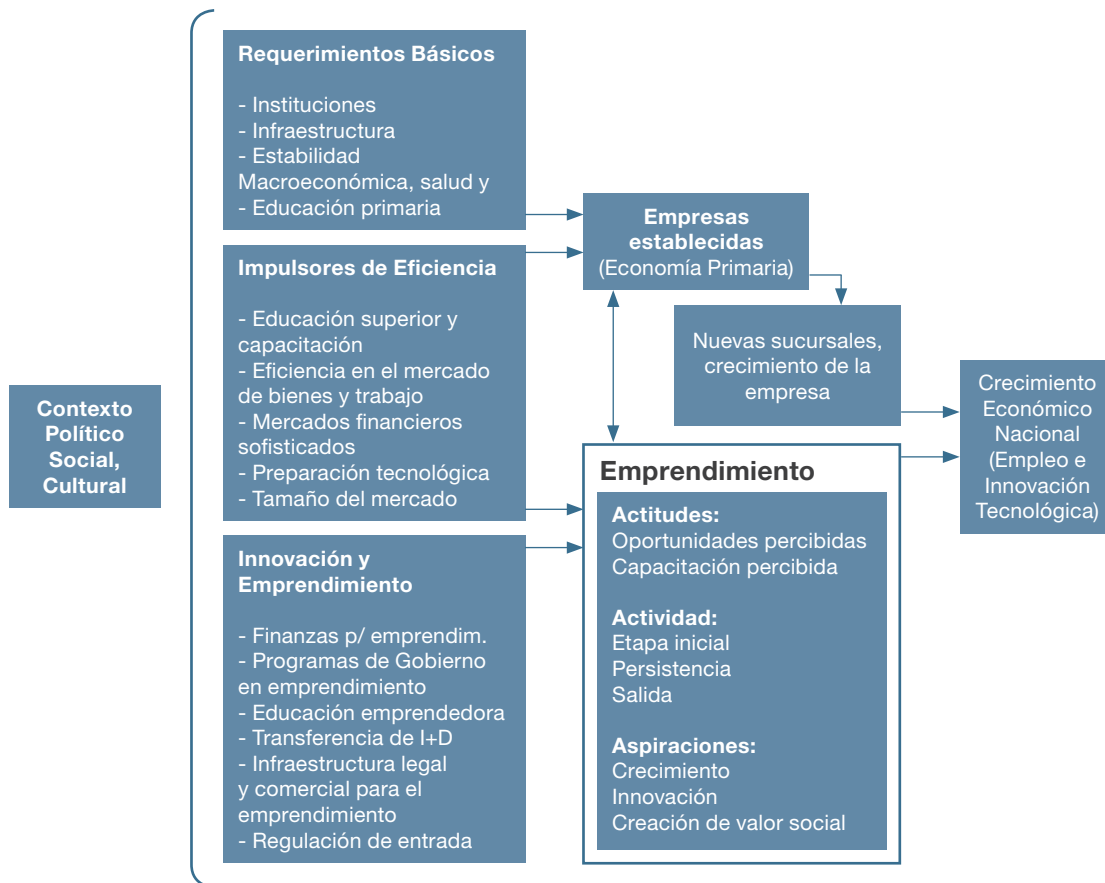 Contexto
Político
Social,
Cultural
Requerimientos Básicos
- Instituciones
- Infraestructura
- Estabilidad
Macroeconómica, salud y
- Educación primaria
Impulsores de Eficiencia
- Educación superior y
capacitación
- Eficiencia en el mercado
de bienes y trabajo
- Mercados financieros
sofisticados
- Preparación tecnológica
- Tamaño del mercado
Innovación y
Emprendimiento
- Finanzas p/ emprendim.
- Programas de Gobierno
en emprendimiento
- Educación emprendedora
- Transferencia de I+D
- Infraestructura legal
y comercial para el
emprendimiento
- Regulación de entrada
Empresas
establecidas
(Economía Primaria)
Nuevas sucursales,
crecimiento de la
empresa
Emprendimiento
Actitudes:
Oportunidades percibidas
Capacitación percibida
Actividad:
Etapa inicial
Persistencia
Salida
Aspiraciones:
Crecimiento
Innovación
Creación de valor social
Crecimiento
Económico
Nacional
(Empleo e
Innovación
Tecnológica)